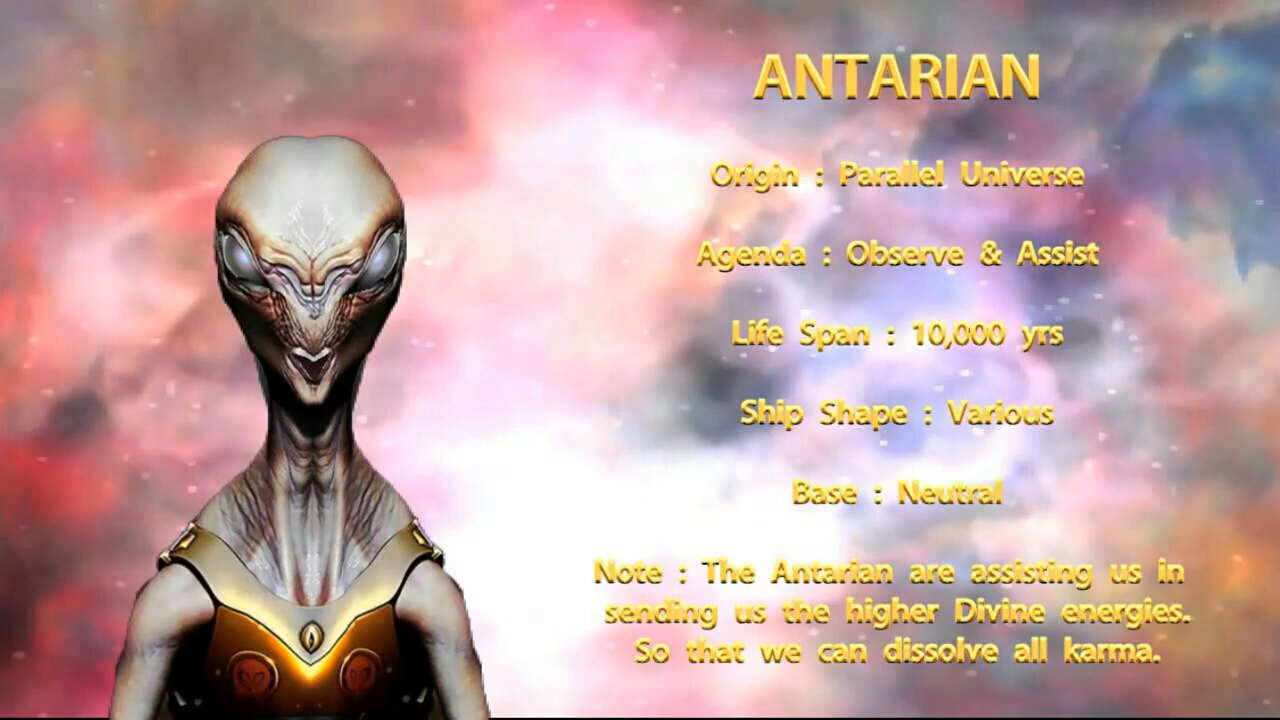 ANTARIAN
Origin : Parallel Universe
Agenda : Observe & Assist
Life Span : 10,000 yrs
Ship Shape : Various
Base : Neutral
Note : The Antarian are assisting us in
sending us the higher Divine energies.
So that we can dissolve all karma.